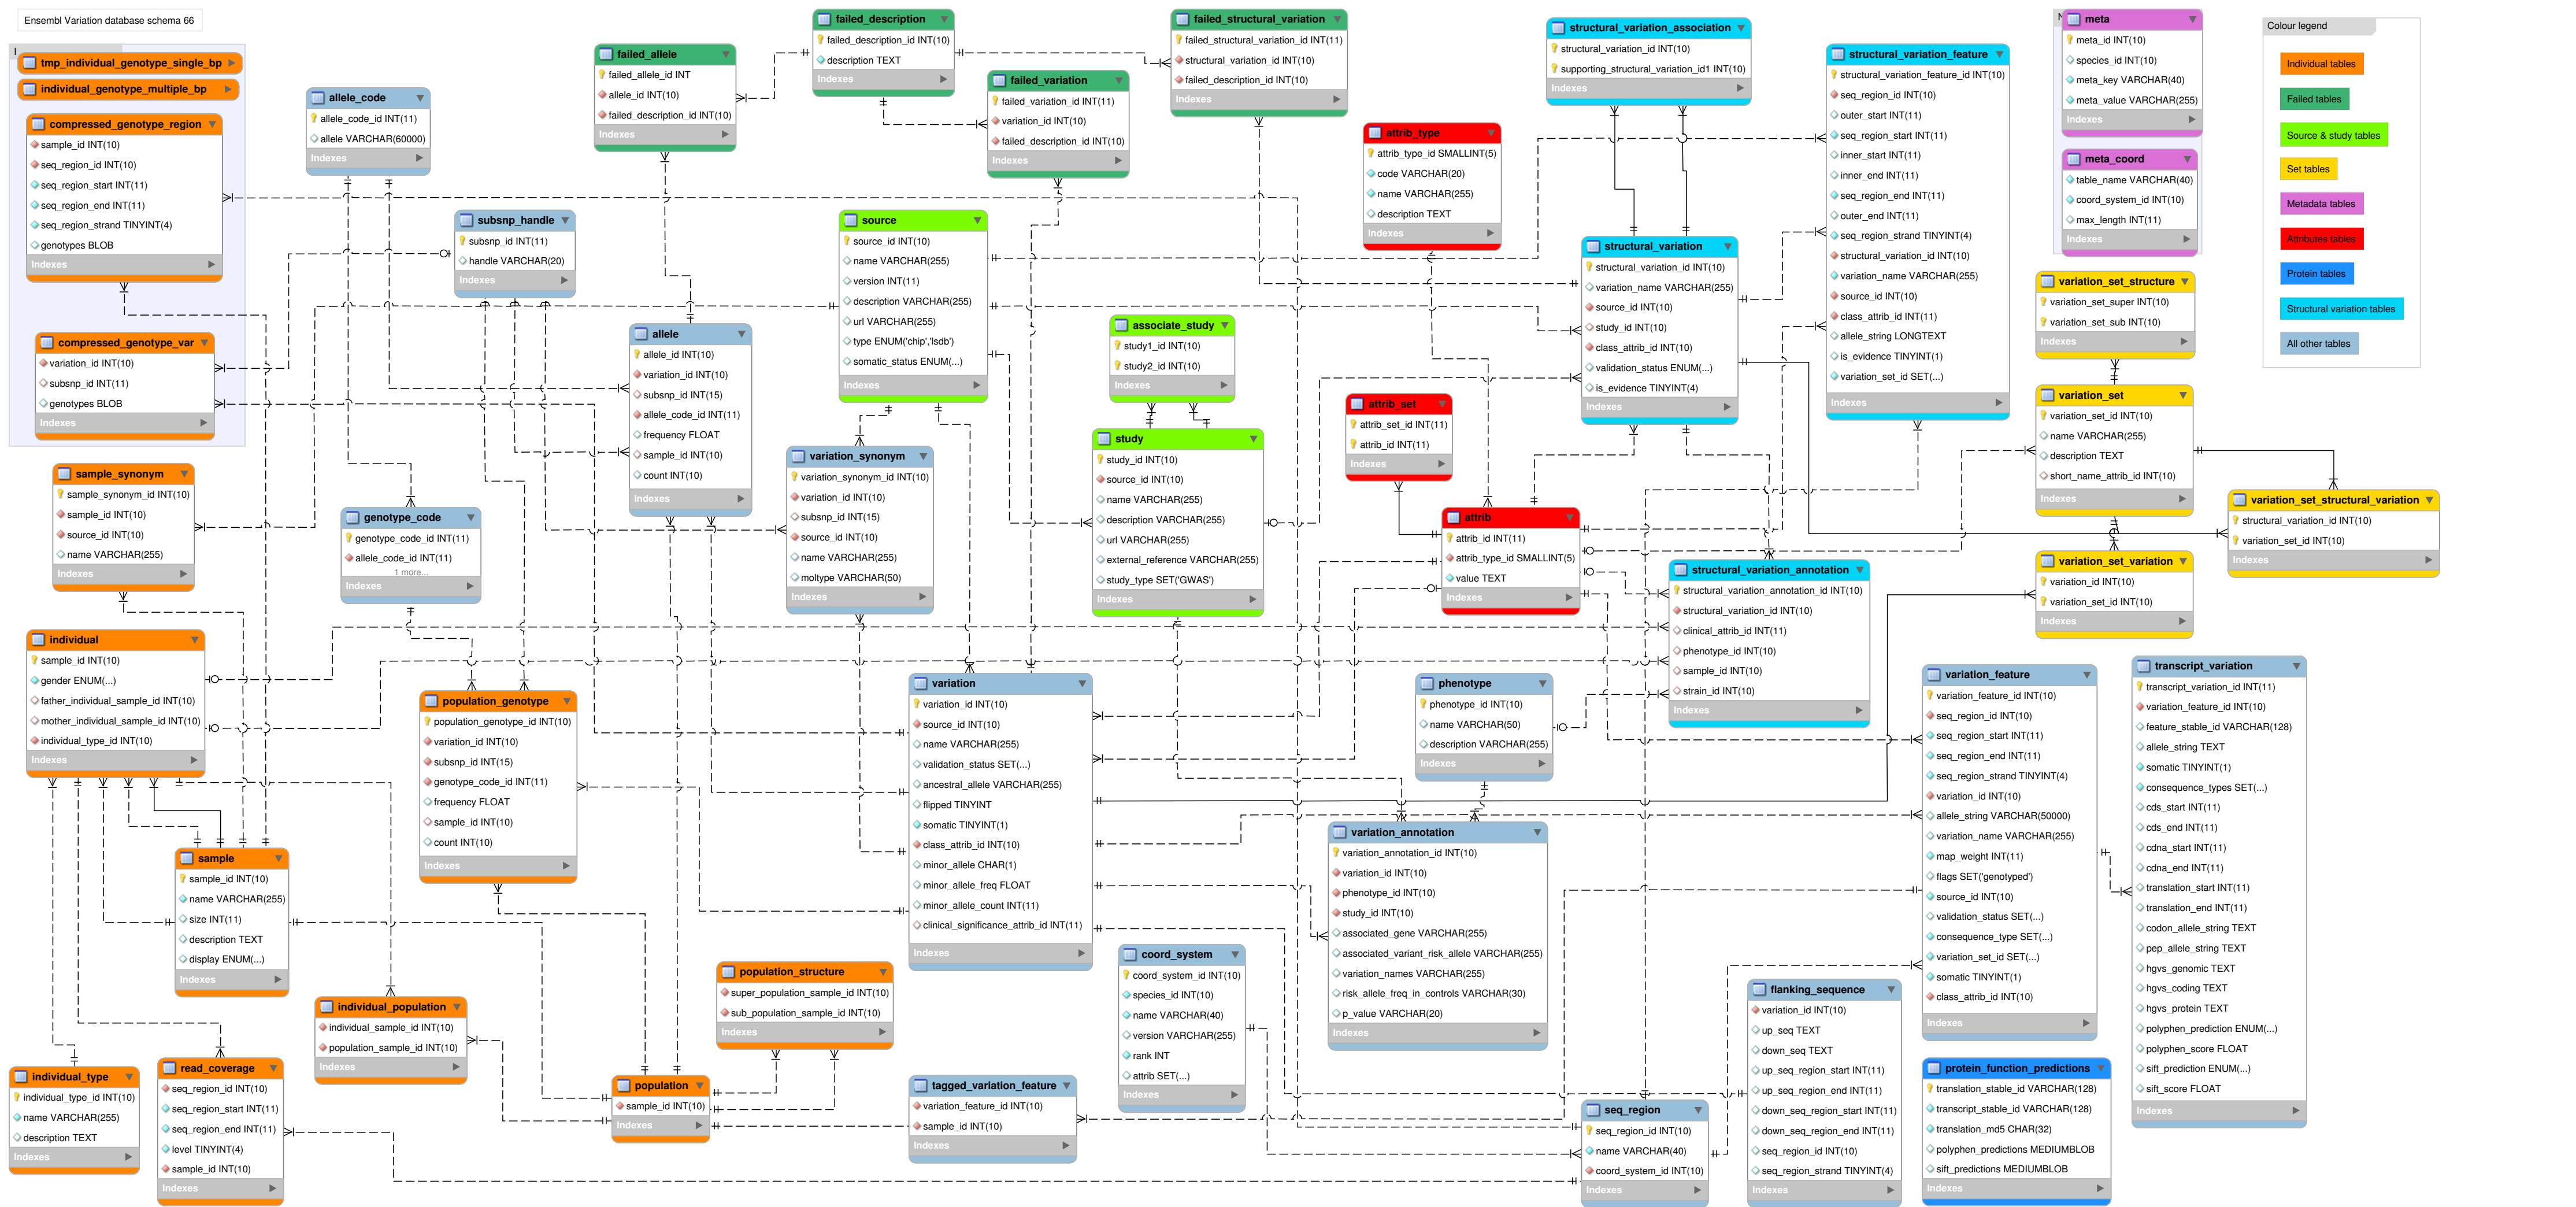 Ensembl Variation database schema 66
I
tmp_individual_genotype_single_bp
individual_genotype_multiple_bp
compressed_genotype_region
sample_id INT(10)
seq_region_id INT(10)
seq_region_start INT(11)
seq_region_end INT(11)
seq_region_strand TINYINT(4)
genotypes BLOB
Indexes
compressed_genotype_var
variation_id INT(10)
subsnp_id INT(11)
genotypes BLOB
Indexes
sample_synonym
sample_synonym_id INT(10)
sample_id INT(10)
source_id INT(10)
name VARCHAR(255)
Indexes
individual
sample_id INT(10)
gender ENUM(...)
father_individual_sample_id INT(10)
mother_individual_sample_id INT(10)
individual_type_id INT(10)
Indexes
sample
sample_id INT(10)
name VARCHAR(255)
size INT(11)
description TEXT
display ENUM(...)
Indexes
individual_type
individual_type_id INT(10)
name VARCHAR(255)
description TEXT
Indexes
read_coverage
seq_region_id INT(10)
seq_region_start INT(11)
seq_region_end INT(11)
level TINYINT(4)
sample_id INT(10)
Indexes
allele_code
allele_code_id INT(11)
allele VARCHAR(60000)
Indexes
subsnp_handle
subsnp_id INT(11)
handle VARCHAR(20)
Indexes
genotype_code
genotype_code_id INT(11)
allele_code_id INT(11)
1 more...
Indexes
population_genotype
population_genotype_id INT(10)
variation_id INT(10)
subsnp_id INT(15)
genotype_code_id INT(11)
frequency FLOAT
sample_id INT(10)
count INT(10)
Indexes
individual_population
individual_sample_id INT(10)
population_sample_id INT(10)
Indexes
failed_allele
failed_allele_id INT
allele_id INT(10)
failed_description_id INT(10)
Indexes
allele
allele_id INT(10)
variation_id INT(10)
subsnp_id INT(15)
allele_code_id INT(11)
frequency FLOAT
sample_id INT(10)
count INT(10)
Indexes
population_structure
super_population_sample_id INT(10)
sub_population_sample_id INT(10)
Indexes
population
sample_id INT(10)
Indexes
failed_description
failed_description_id INT(10)
description TEXT
Indexes
failed_variation
failed_variation_id INT(11)
variation_id INT(10)
failed_description_id INT(10)
Indexes
source
source_id INT(10)
name VARCHAR(255)
version INT(11)
description VARCHAR(255)
url VARCHAR(255)
type ENUM('chip','lsdb')
somatic_status ENUM(...)
Indexes
variation_synonym
variation_synonym_id INT(10)
variation_id INT(10)
subsnp_id INT(15)
source_id INT(10)
name VARCHAR(255)
moltype VARCHAR(50)
Indexes
variation
variation_id INT(10)
source_id INT(10)
name VARCHAR(255)
validation_status SET(...)
ancestral_allele VARCHAR(255)
flipped TINYINT
somatic TINYINT(1)
class_attrib_id INT(10)
minor_allele CHAR(1)
minor_allele_freq FLOAT
minor_allele_count INT(11)
clinical_significance_attrib_id INT(11)
Indexes
tagged_variation_feature
variation_feature_id INT(10)
sample_id INT(10)
Indexes
failed_structural_variation
failed_structural_variation_id INT(11)
structural_variation_id INT(10)
failed_description_id INT(10)
Indexes
associate_study
study1_id INT(10)
study2_id INT(10)
Indexes
study
study_id INT(10)
source_id INT(10)
name VARCHAR(255)
description VARCHAR(255)
url VARCHAR(255)
external_reference VARCHAR(255)
study_type SET('GWAS')
Indexes
coord_system
coord_system_id INT(10)
species_id INT(10)
name VARCHAR(40)
version VARCHAR(255)
rank INT
attrib SET(...)
Indexes
attrib_type
attrib_type_id SMALLINT(5)
code VARCHAR(20)
name VARCHAR(255)
description TEXT
Indexes
attrib_set
attrib_set_id INT(11)
attrib_id INT(11)
Indexes
attrib
attrib_id INT(11)
attrib_type_id SMALLINT(5)
value TEXT
Indexes
phenotype
phenotype_id INT(10)
name VARCHAR(50)
description VARCHAR(255)
Indexes
variation_annotation
variation_annotation_id INT(10)
variation_id INT(10)
phenotype_id INT(10)
study_id INT(10)
associated_gene VARCHAR(255)
associated_variant_risk_allele VARCHAR(255)
variation_names VARCHAR(255)
risk_allele_freq_in_controls VARCHAR(30)
p_value VARCHAR(20)
Indexes
structural_variation_association
structural_variation_id INT(10)
supporting_structural_variation_id1 INT(10)
Indexes
structural_variation
structural_variation_id INT(10)
variation_name VARCHAR(255)
source_id INT(10)
study_id INT(10)
class_attrib_id INT(10)
validation_status ENUM(...)
is_evidence TINYINT(4)
Indexes
structural_variation_annotation
structural_variation_annotation_id INT(10)
structural_variation_id INT(10)
clinical_attrib_id INT(11)
phenotype_id INT(10)
sample_id INT(10)
strain_id INT(10)
Indexes
seq_region
seq_region_id INT(10)
name VARCHAR(40)
coord_system_id INT(10)
Indexes
flanking_sequence
variation_id INT(10)
up_seq TEXT
down_seq TEXT
up_seq_region_start INT(11)
up_seq_region_end INT(11)
down_seq_region_start INT(11)
down_seq_region_end INT(11)
seq_region_id INT(10)
seq_region_strand TINYINT(4)
Indexes
structural_variation_feature
structural_variation_feature_id INT(10)
seq_region_id INT(10)
outer_start INT(11)
seq_region_start INT(11)
inner_start INT(11)
inner_end INT(11)
seq_region_end INT(11)
outer_end INT(11)
seq_region_strand TINYINT(4)
structural_variation_id INT(10)
variation_name VARCHAR(255)
source_id INT(10)
class_attrib_id INT(11)
allele_string LONGTEXT
is_evidence TINYINT(1)
variation_set_id SET(...)
Indexes
variation_feature
variation_feature_id INT(10)
seq_region_id INT(10)
seq_region_start INT(11)
seq_region_end INT(11)
seq_region_strand TINYINT(4)
variation_id INT(10)
allele_string VARCHAR(50000)
variation_name VARCHAR(255)
map_weight INT(11)
flags SET('genotyped')
source_id INT(10)
validation_status SET(...)
consequence_type SET(...)
variation_set_id SET(...)
somatic TINYINT(1)
class_attrib_id INT(10)
Indexes
protein_function_predictions
translation_stable_id VARCHAR(128)
transcript_stable_id VARCHAR(128)
translation_md5 CHAR(32)
polyphen_predictions MEDIUMBLOB
sift_predictions MEDIUMBLOB
Indexes
meta
meta_id INT(10)
species_id INT(10)
meta_key VARCHAR(40)
meta_value VARCHAR(255)
Indexes
meta_coord
table_name VARCHAR(40)
coord_system_id INT(10)
max_length INT(11)
Indexes
variation_set_structure
variation_set_super INT(10)
variation_set_sub INT(10)
Indexes
variation_set
variation_set_id INT(10)
name VARCHAR(255)
description TEXT
short_name_attrib_id INT(10)
Indexes
variation_set_variation
variation_id INT(10)
variation_set_id INT(10)
Indexes
variation_set_structural_variation
structural_variation_id INT(10)
variation_set_id INT(10)
Indexes
transcript_variation
transcript_variation_id INT(11)
variation_feature_id INT(10)
feature_stable_id VARCHAR(128)
allele_string TEXT
somatic TINYINT(1)
consequence_types SET(...)
cds_start INT(11)
cds_end INT(11)
cdna_start INT(11)
cdna_end INT(11)
translation_start INT(11)
translation_end INT(11)
codon_allele_string TEXT
pep_allele_string TEXT
hgvs_genomic TEXT
hgvs_coding TEXT
hgvs_protein TEXT
polyphen_prediction ENUM(...)
polyphen_score FLOAT
sift_prediction ENUM(...)
sift_score FLOAT
Indexes
Colour legend
Individual tables
Failed tables
Source & study tables
Set tables
Metadata tables
Attributes tables
Protein tables
Structural variation tables
All other tables